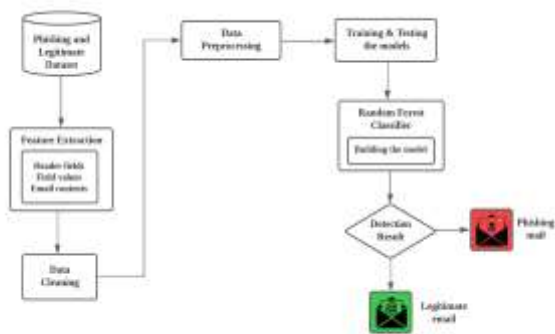 Phishing and
Legitimate
Dataset
Feature Extraction
Header fields
Field values
Email contents
Data
Cleaning
Data
Preprocessing
Training & Testing
the models
Random Forest
Classifier
Building the model
Detection
Result
Phishing
mail
Legitimate
email